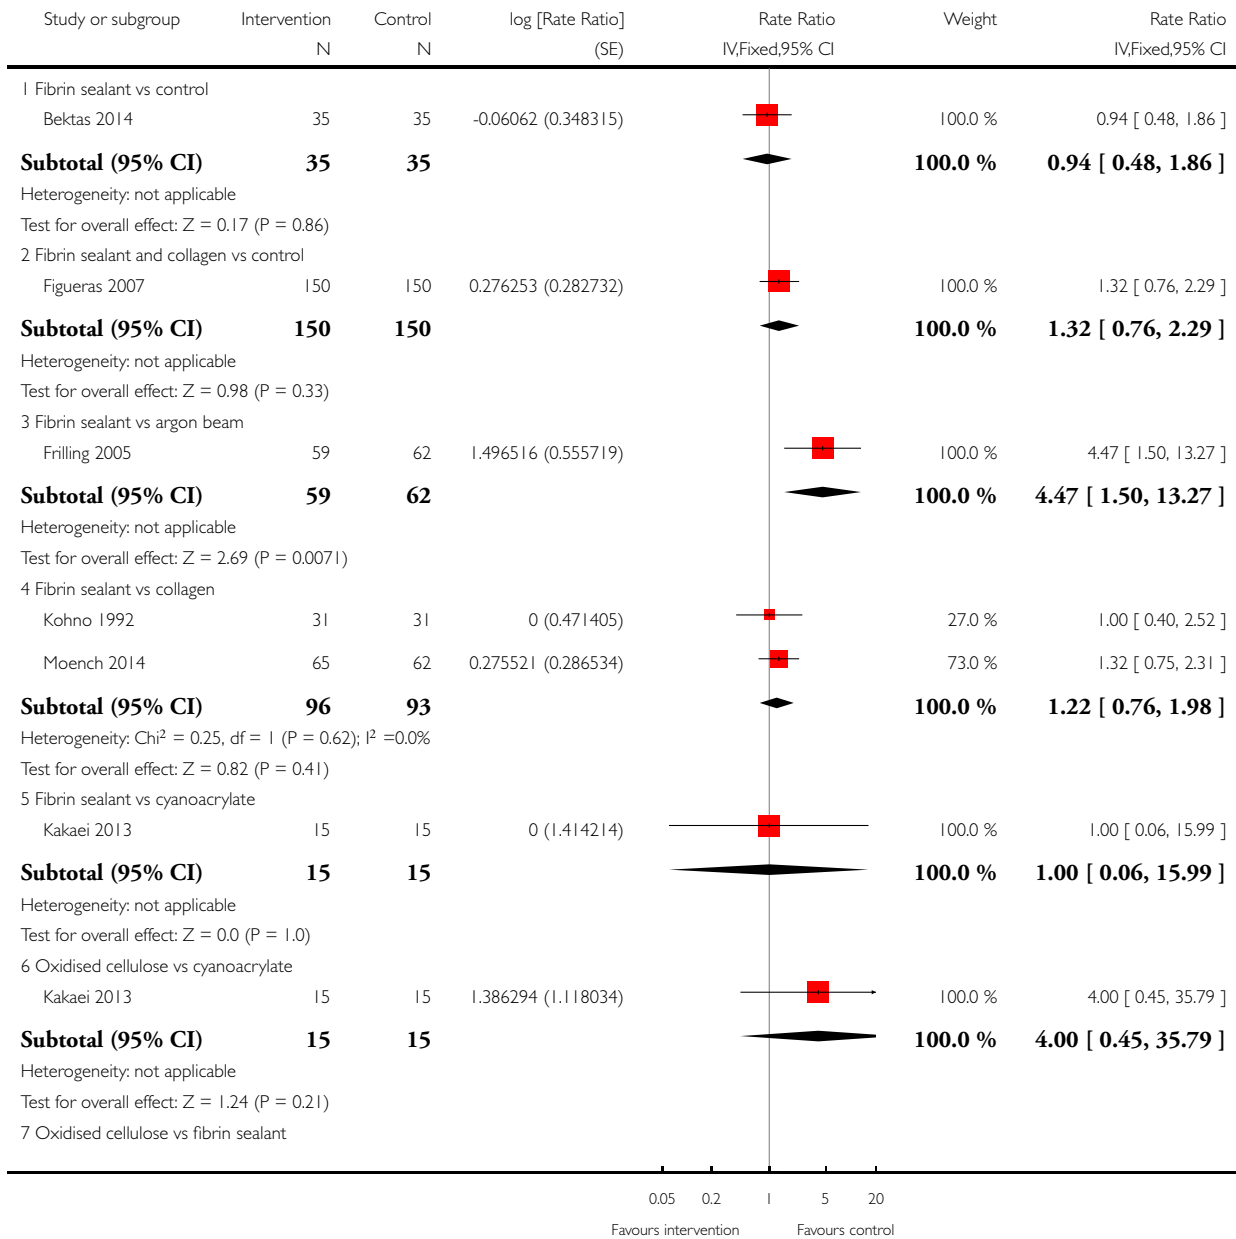 Study or subgroup Intervention Control log [Rate Ratio] Rate Ratio Weight Rate Ratio
N N (SE) IV,Fixed,95% CI IV,Fixed,95% CI
1 Fibrin sealant vs control
Bektas 2014 35 35 -0.06062 (0.348315) 100.0 % 0.94 [ 0.48, 1.86 ]
Subtotal (95% CI) 35 35 100.0 % 0.94 [ 0.48, 1.86 ]
Heterogeneity: not applicable
Test for overall effect: Z = 0.17 (P = 0.86)
2 Fibrin sealant and collagen vs control
Figueras 2007 150 150 0.276253 (0.282732) 100.0 % 1.32 [ 0.76, 2.29 ]
Subtotal (95% CI) 150 150 100.0 % 1.32 [ 0.76, 2.29 ]
Heterogeneity: not applicable
Test for overall effect: Z = 0.98 (P = 0.33)
3 Fibrin sealant vs argon beam
Frilling 2005 59 62 1.496516 (0.555719) 100.0 % 4.47 [ 1.50, 13.27 ]
Subtotal (95% CI) 59 62 100.0 % 4.47 [ 1.50, 13.27 ]
Heterogeneity: not applicable
Test for overall effect: Z = 2.69 (P = 0.0071)
4 Fibrin sealant vs collagen
Kohno 1992 31 31 0 (0.471405) 27.0 % 1.00 [ 0.40, 2.52 ]
Moench 2014 65 62 0.275521 (0.286534) 73.0 % 1.32 [ 0.75, 2.31 ]
Subtotal (95% CI) 96 93 100.0 % 1.22 [ 0.76, 1.98 ]
Heterogeneity: Chi² = 0.25, df = 1 (P = 0.62); I² =0.0%
Test for overall effect: Z = 0.82 (P = 0.41)
5 Fibrin sealant vs cyanoacrylate
Kakaei 2013 15 15 0 (1.414214) 100.0 % 1.00 [ 0.06, 15.99 ]
Subtotal (95% CI) 15 15 100.0 % 1.00 [ 0.06, 15.99 ]
Heterogeneity: not applicable
Test for overall effect: Z = 0.0 (P = 1.0)
6 Oxidised cellulose vs cyanoacrylate
Kakaei 2013 15 15 1.386294 (1.118034) 100.0 % 4.00 [ 0.45, 35.79 ]
Subtotal (95% CI) 15 15 100.0 % 4.00 [ 0.45, 35.79 ]
Heterogeneity: not applicable
Test for overall effect: Z = 1.24 (P = 0.21)
7 Oxidised cellulose vs fibrin sealant
0.05 0.2 1 5 20
Favours intervention Favours control